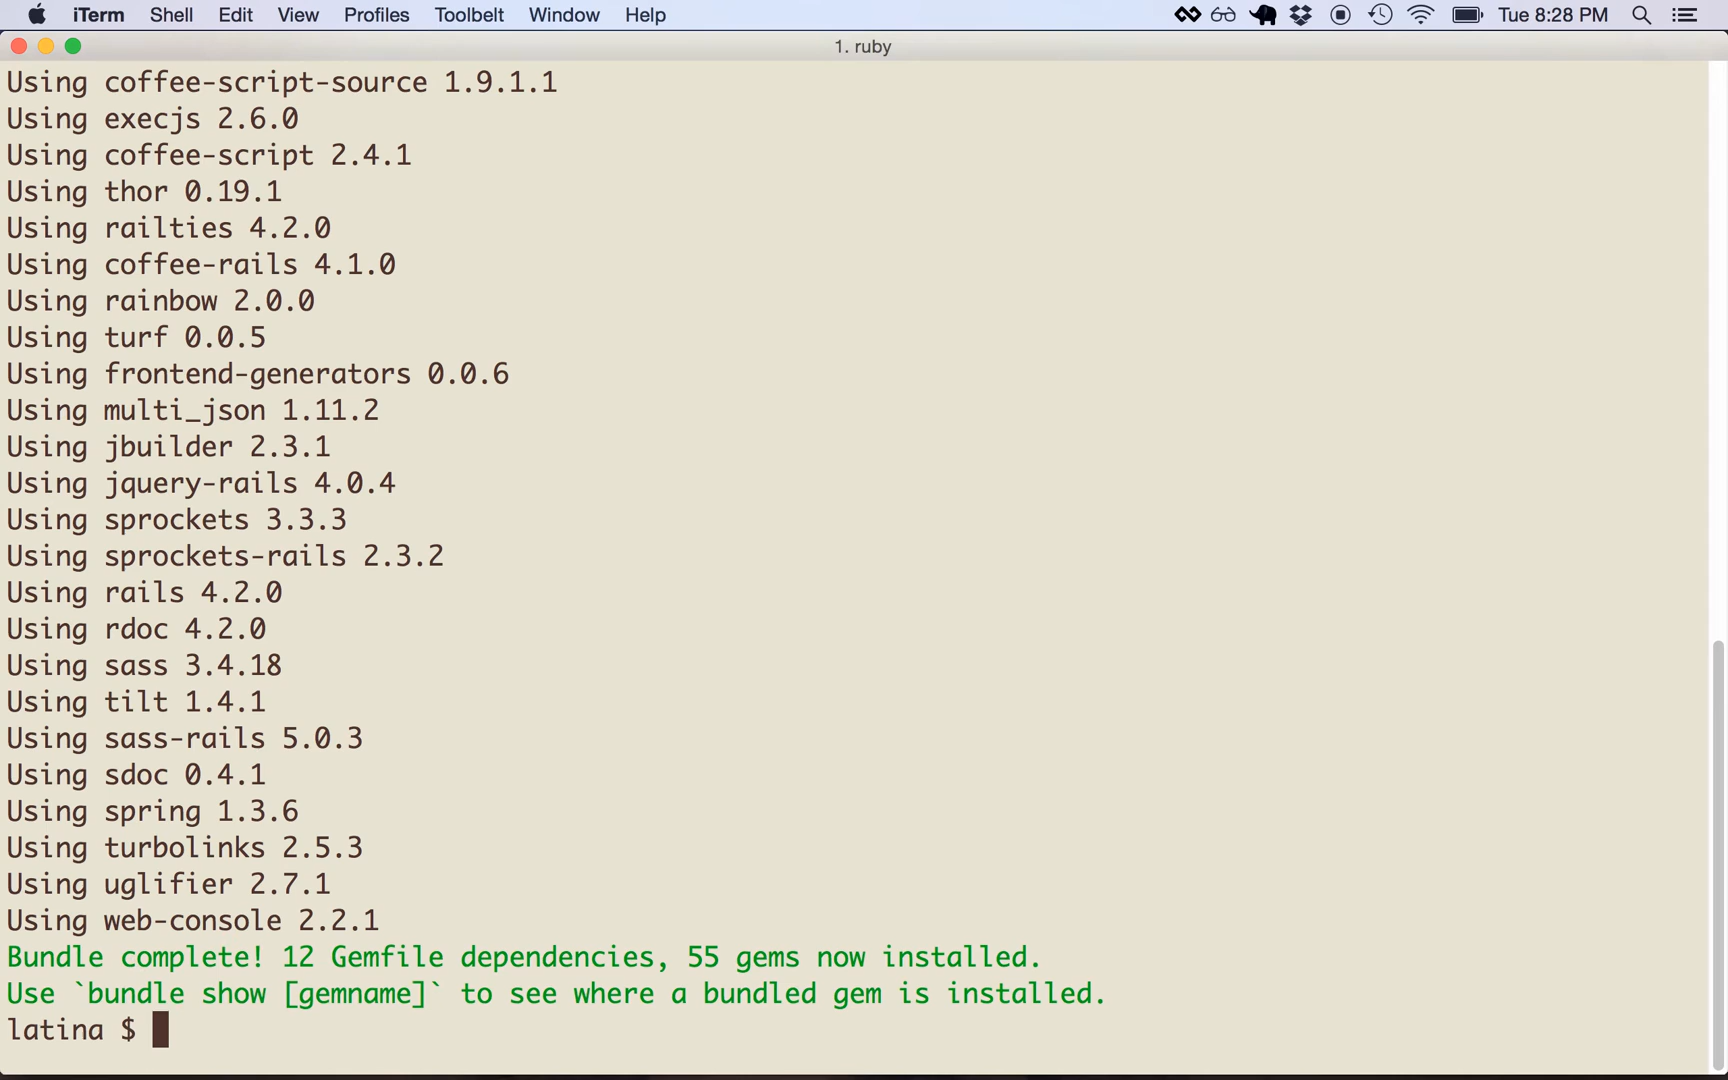 iTerm Shell Edit View Profiles Toolbelt Window Help Tue 8:28 PM
1. ruby
Using coffee-script-source 1.9.1.1
Using execjs 2.6.0
Using coffee-script 2.4.1
Using thor 0.19.1
Using railties 4.2.0
Using coffee-rails 4.1.0
Using rainbow 2.0.0
Using turf 0.0.5
Using frontend-generators 0.0.6
Using multi_json 1.11.2
Using jbuilder 2.3.1
Using jquery-rails 4.0.4
Using sprockets 3.3.3
Using sprockets-rails 2.3.2
Using rails 4.2.0
Using rdoc 4.2.0
Using sass 3.4.18
Using tilt 1.4.1
Using sass-rails 5.0.3
Using sdoc 0.4.1
Using spring 1.3.6
Using turbolinks 2.5.3
Using uglifier 2.7.1
Using web-console 2.2.1
Bundle complete! 12 Gemfile dependencies, 55 gems now installed.
Use `bundle show [gemname]` to see where a bundled gem is installed.
latina $